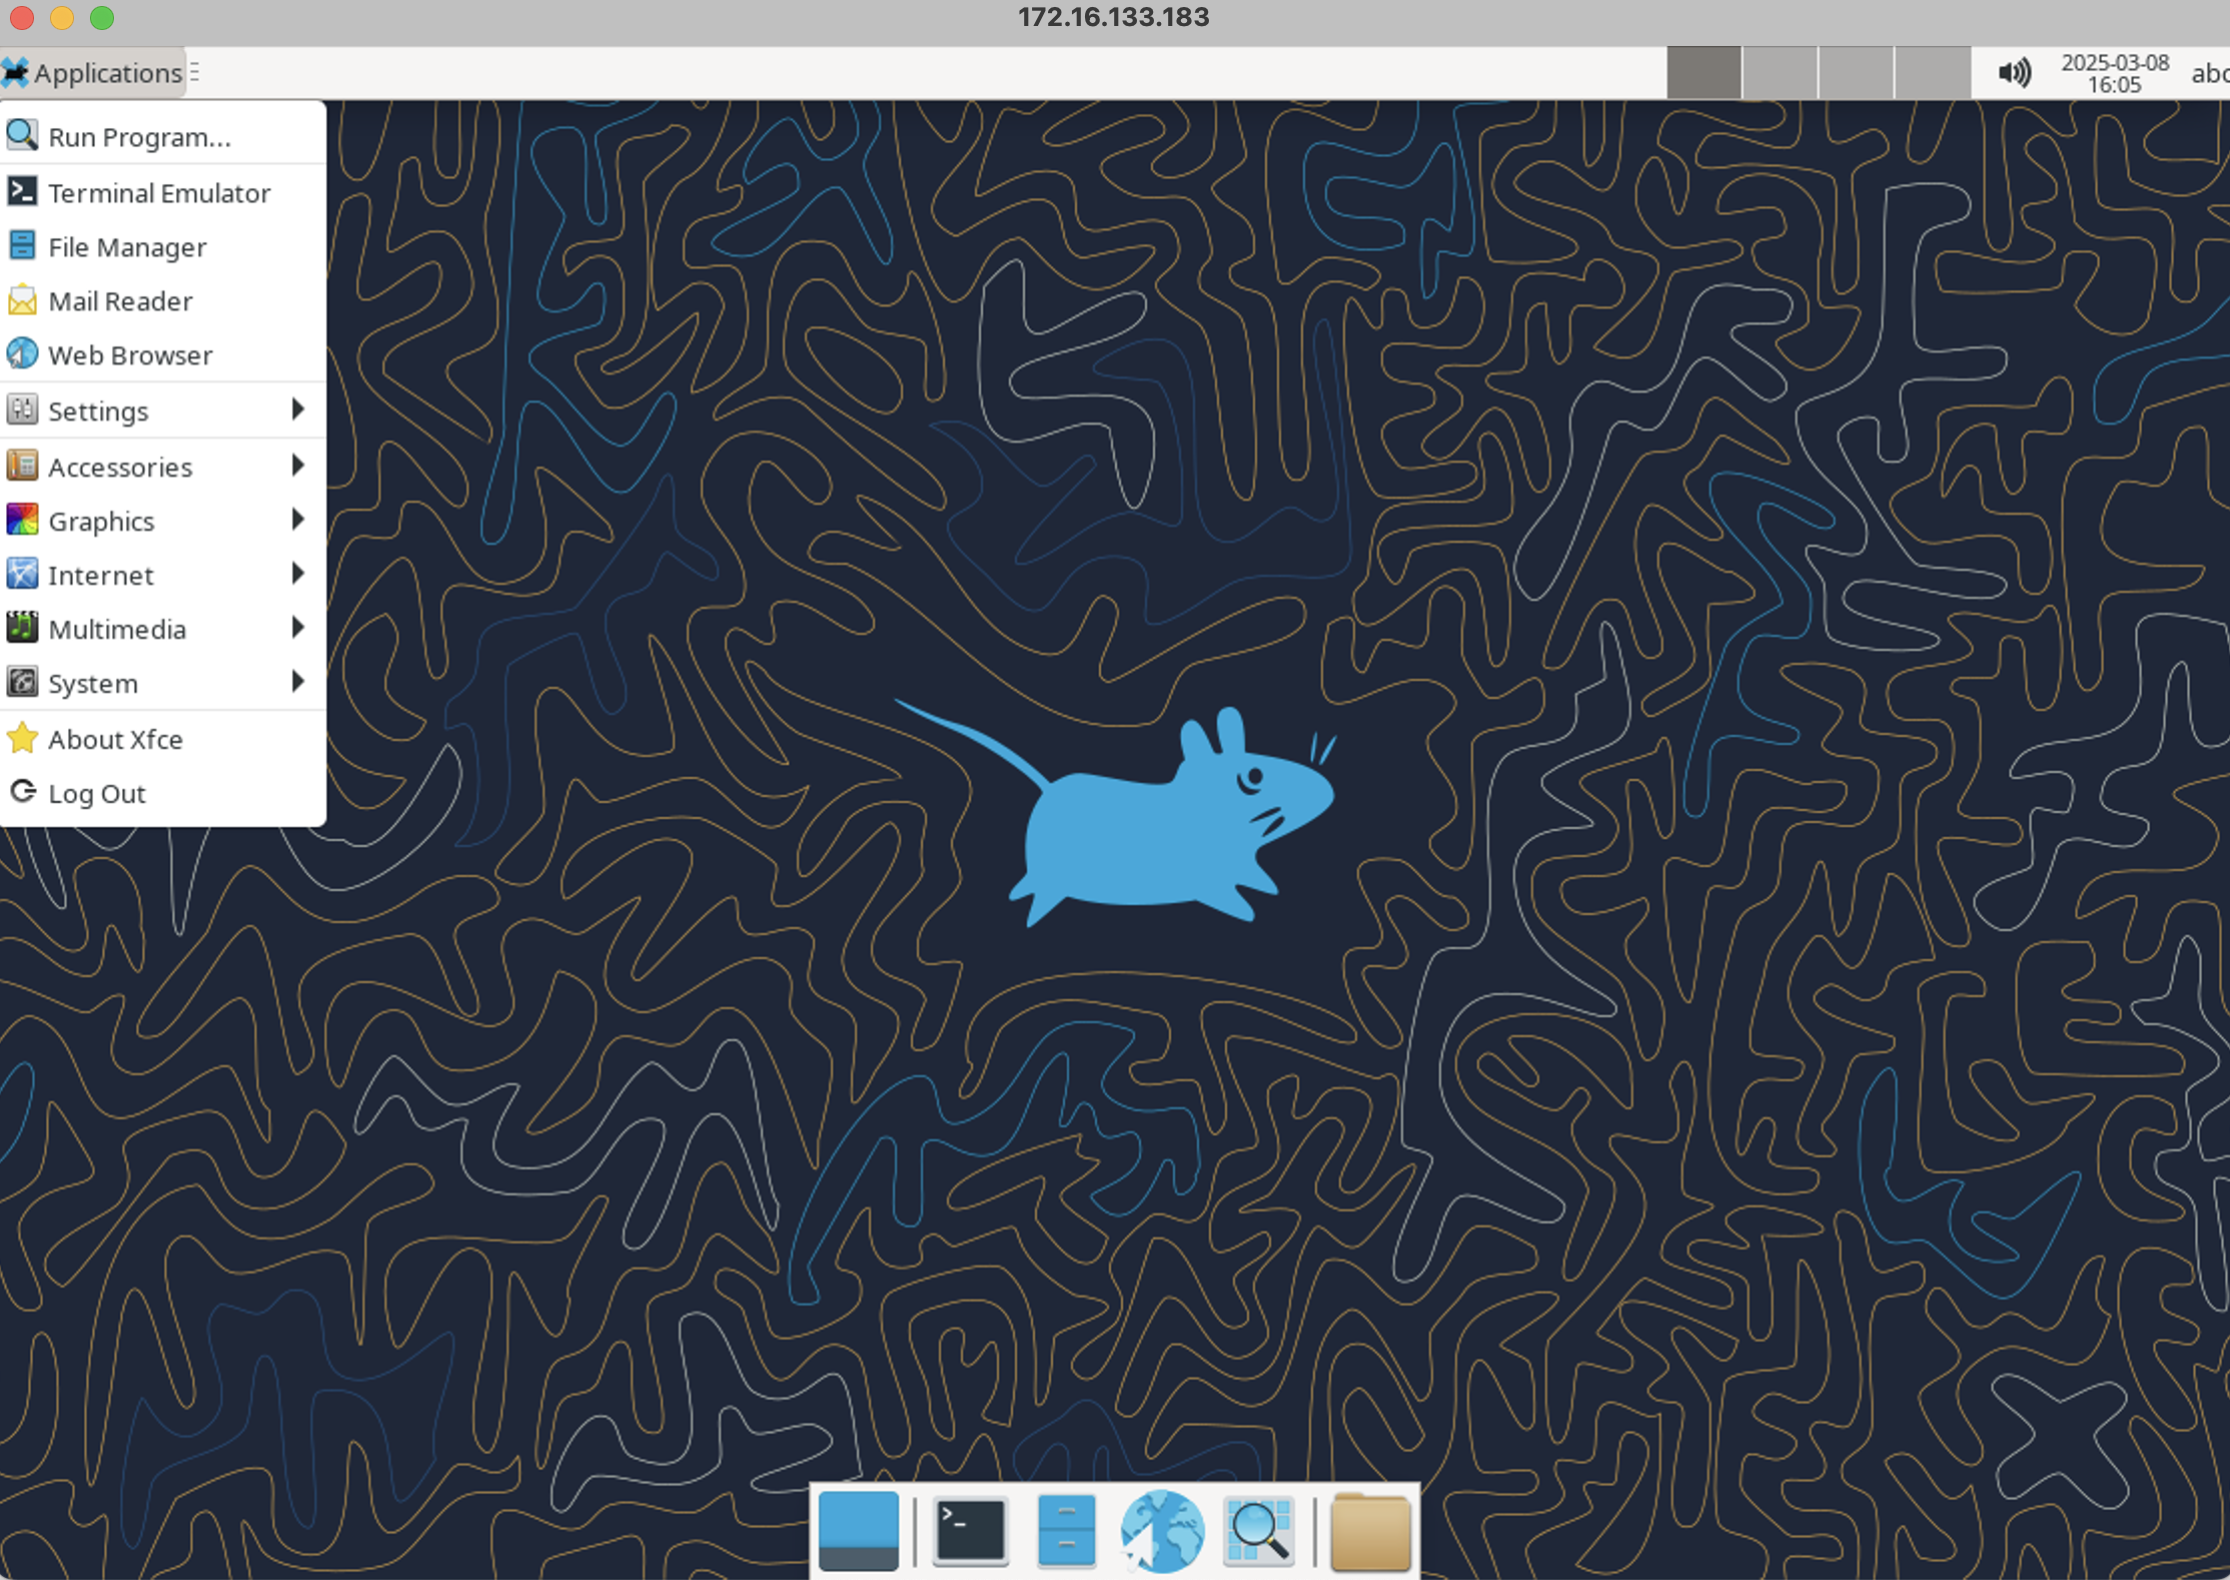 172.16.133.183
Applications
2025-03-08
16:05
abc
Run Program...
Terminal Emulator
File Manager
Mail Reader
Web Browser
Settings
Accessories
Graphics
Internet
Multimedia
System
About Xfce
Log Out